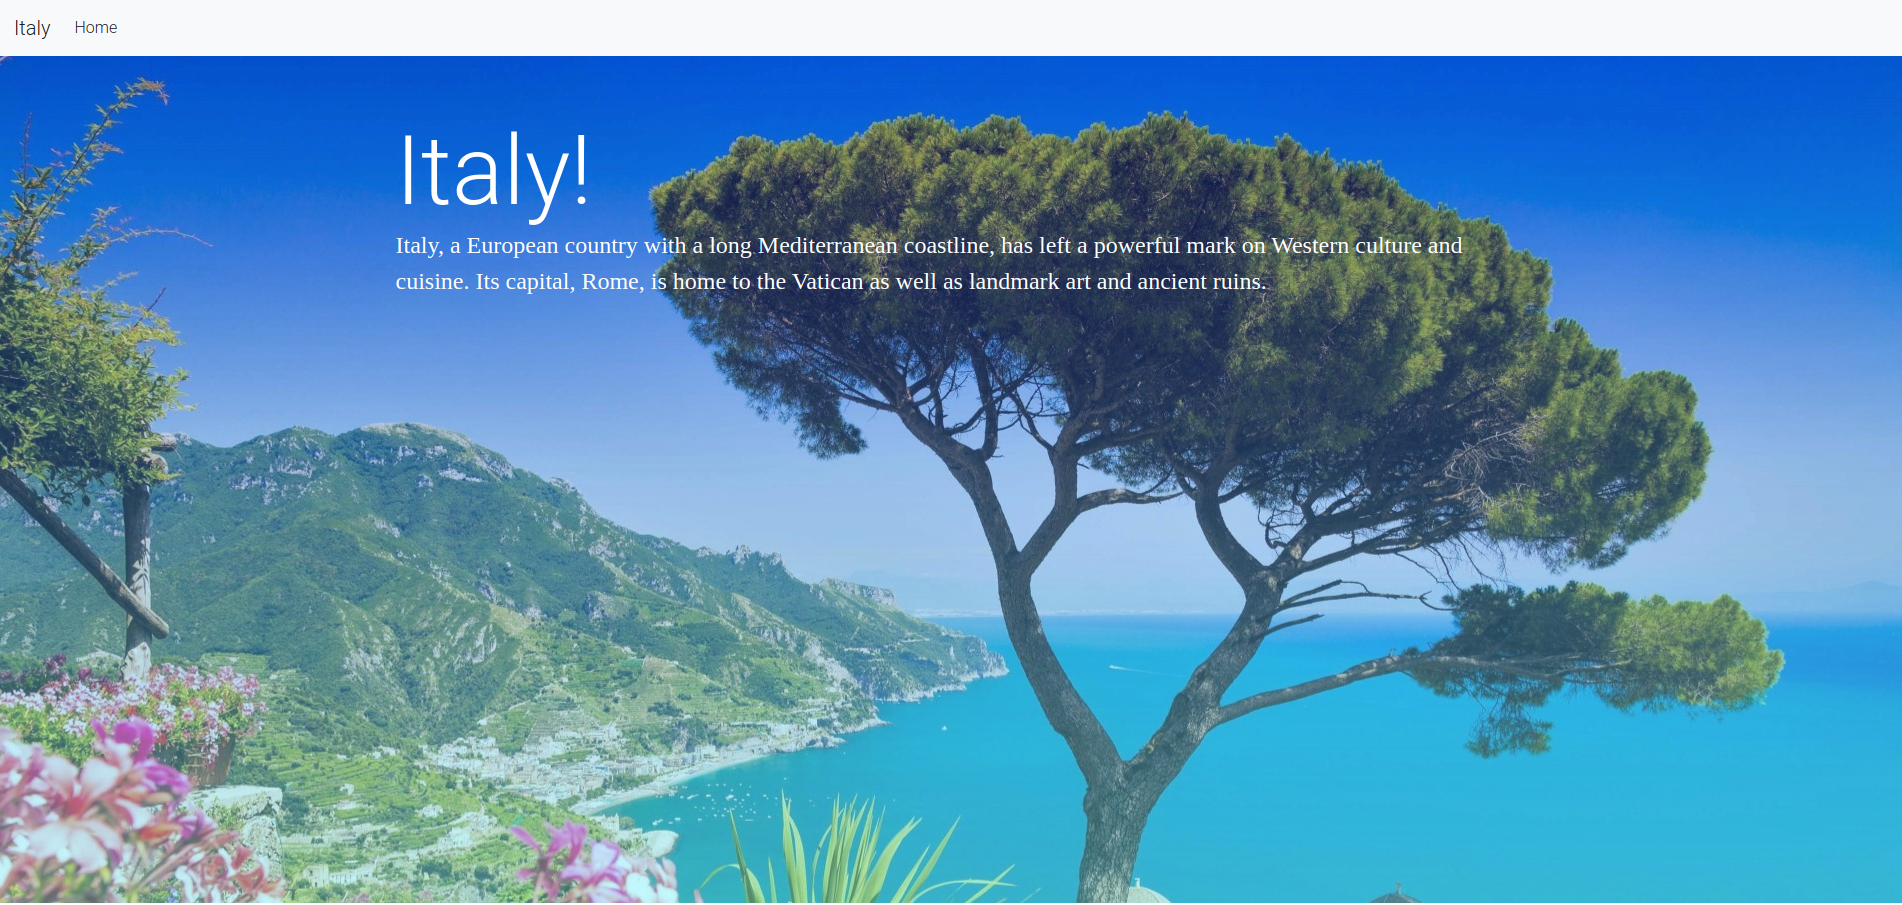 Italy Home
Italy!
Italy, a European country with a long Mediterranean coastline, has left a powerful mark on Western culture and
cuisine. Its capital, Rome, is home to the Vatican as well as landmark art and ancient ruins.